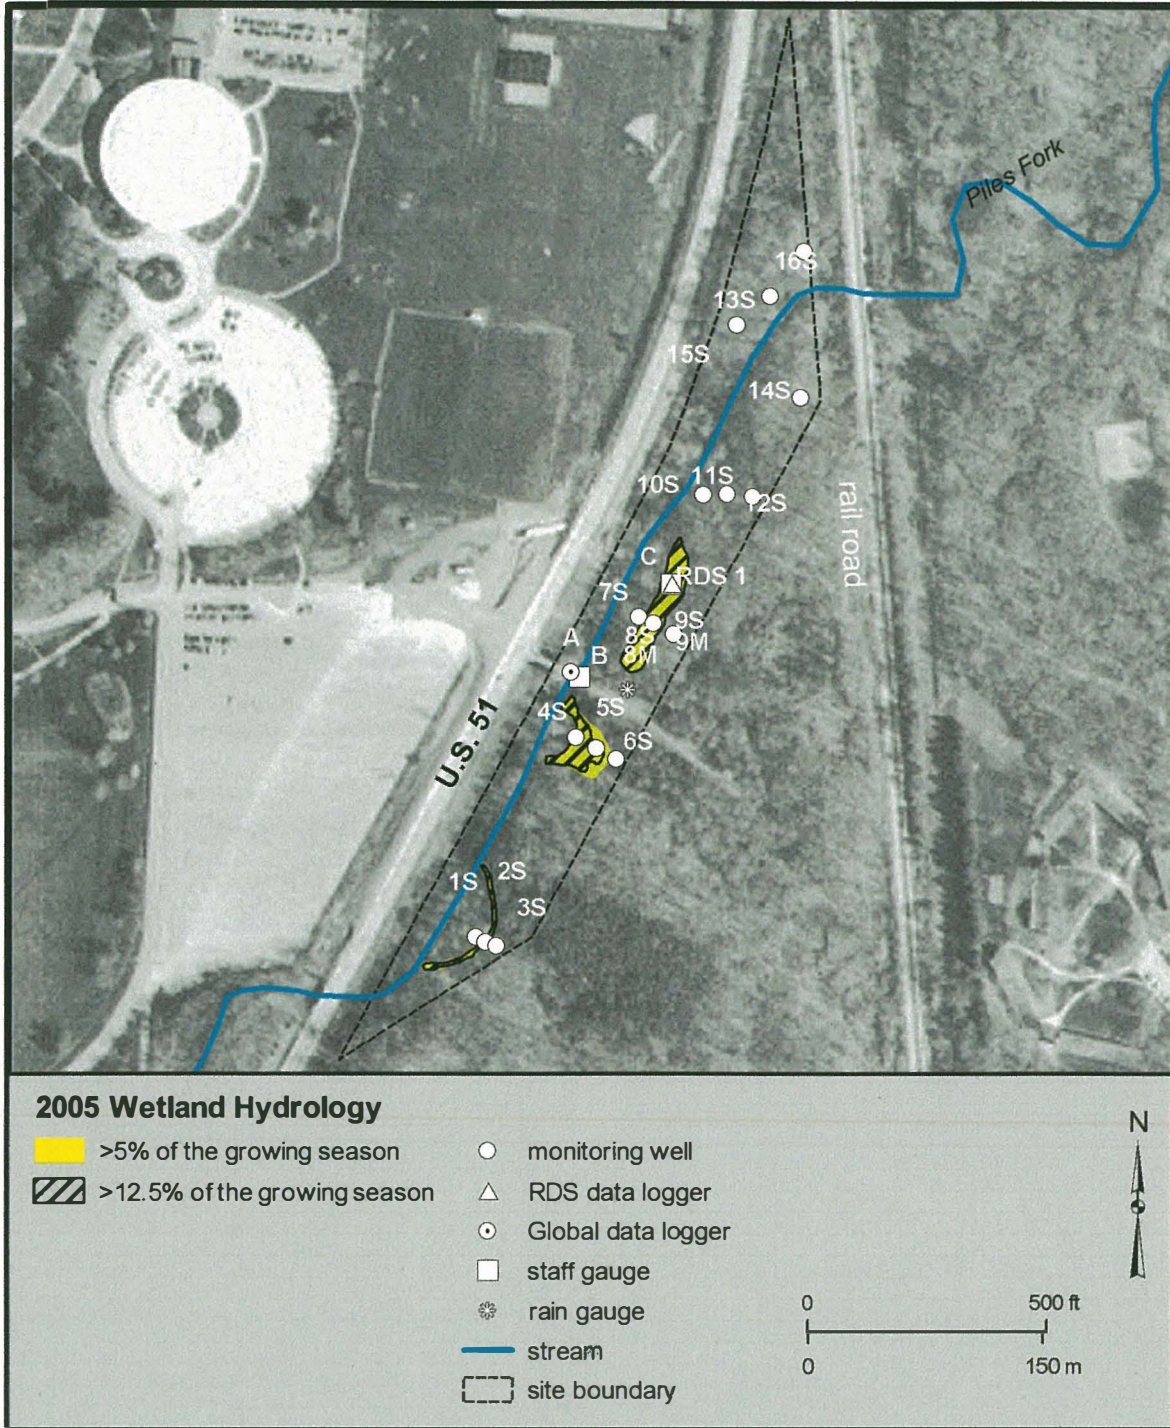 Piles Fork
16S
13S
15S
14S
10S
11S
12S
rail road
C
RDS 1
7S
9S
8S
9M
8M
A
B
5S
4S
6S
U.S. 51
2S
1S
3S
2005 Wetland Hydrology
>5% of the growing season
>12.5% of the growing season
monitoring well
RDS data logger
Global data logger
staff gauge
rain gauge
stream
site boundary
N
0 500 ft
0 150 m